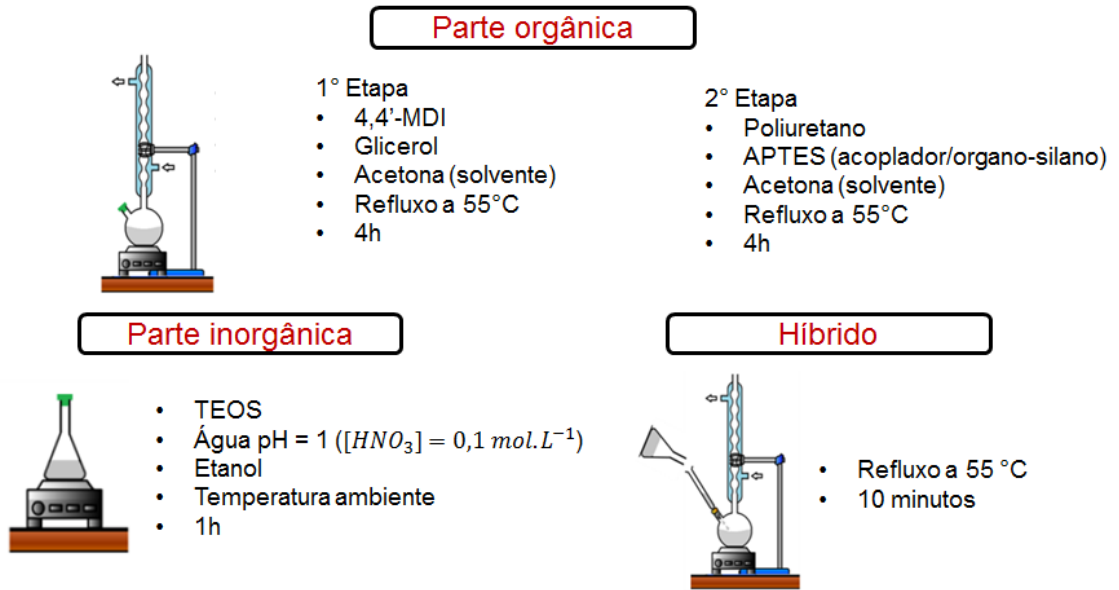 Parte orgânica
1° Etapa
• 4,4’-MDI
• Glicerol
• Acetona (solvente)
• Refluxo a 55°C
• 4h
2° Etapa
• Poliuretano
• APTES (acoplador/organo-silano)
• Acetona (solvente)
• Refluxo a 55°C
• 4h
Parte inorgânica
• TEOS
• Água pH = 1 ([HNO₃] = 0,1 mol.L⁻¹)
• Etanol
• Temperatura ambiente
• 1h
Híbrido
• Refluxo a 55 °C
• 10 minutos